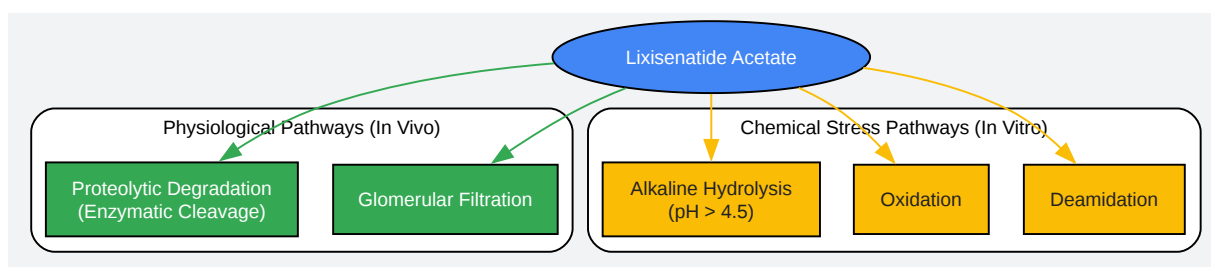 Lixisenatide Acetate
Physiological Pathways (In Vivo)
Chemical Stress Pathways (In Vitro)
Proteolytic Degradation
(Enzymatic Cleavage)
Glomerular Filtration
Alkaline Hydrolysis
(pH > 4.5)
Oxidation
Deamidation